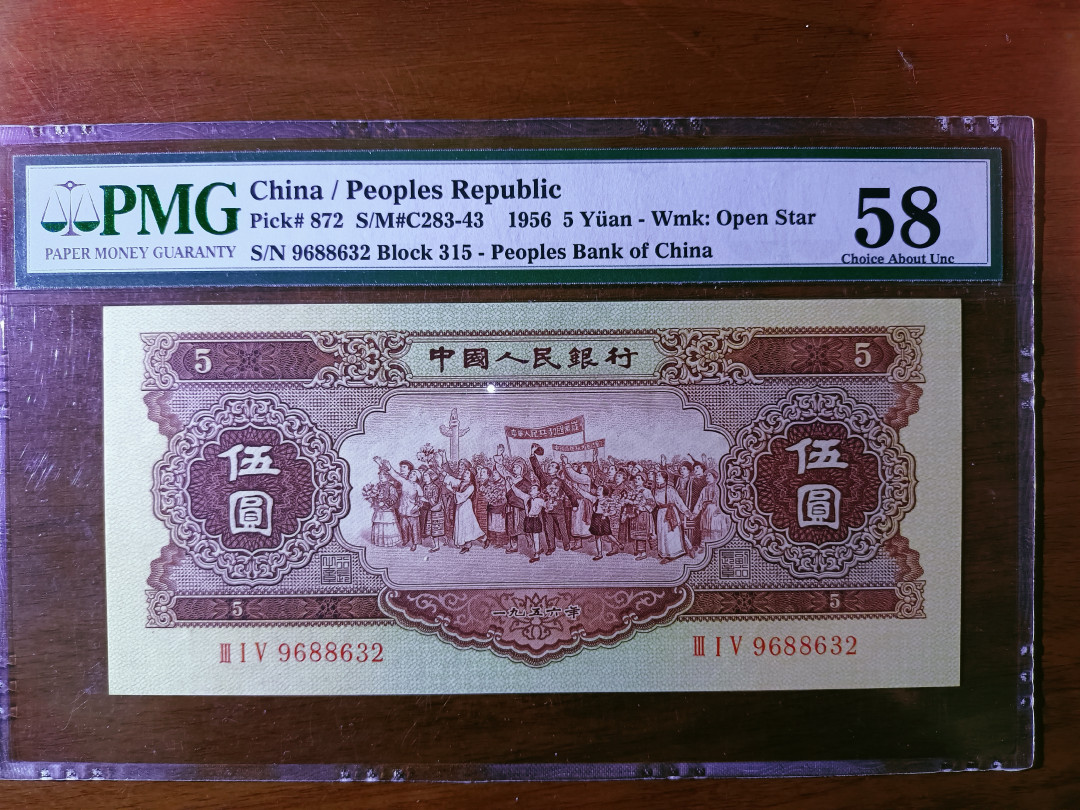 PMG
PAPER MONEY GUARANTY
China / Peoples Republic
Pick# 872 S/M#C283-43 1956 5 Yüan - Wmk: Open Star
S/N 9688632 Block 315 - Peoples Bank of China
58
Choice About Unc
5 中國人民銀行 5
伍圓
伍圓
5 一九五六年 5
Ⅲ I V 9688632
Ⅲ I V 9688632